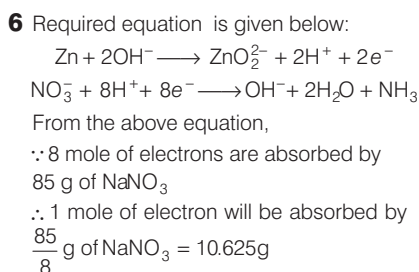 6 Required equation is given below:
Zn + 2OH⁻ ⟶ ZnO₂²⁻ + 2H⁺ + 2e⁻
NO₃⁻ + 8H⁺ + 8e⁻ ⟶ OH⁻ + 2H₂O + NH₃
From the above equation,
∵ 8 mole of electrons are absorbed by
85 g of NaNO₃
∴ 1 mole of electron will be absorbed by
85/8 g of NaNO₃ = 10.625g